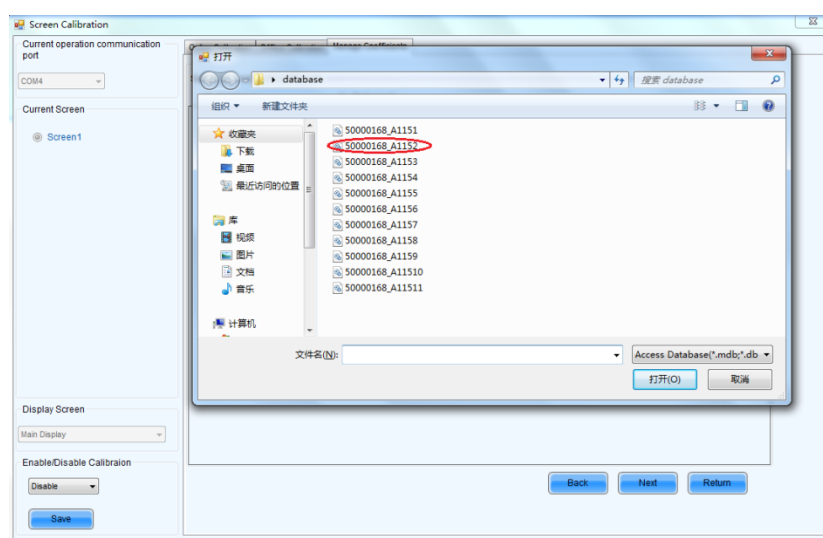 Screen Calibration
Current operation communication
port
COM4
Current Screen
Screen1
Display Screen
Main Display
Enable/Disable Calibraion
Disable
Save
Manage Coefficients
打开
database
搜索 database
组织
新建文件夹
收藏夹
下载
桌面
最近访问的位置
库
视频
图片
文档
音乐
计算机
50000168_A1151
50000168_A1152
50000168_A1153
50000168_A1154
50000168_A1155
50000168_A1156
50000168_A1157
50000168_A1158
50000168_A1159
50000168_A11510
50000168_A11511
文件名(N):
Access Database(*.mdb;*.db
打开(O)
取消
Back
Next
Return